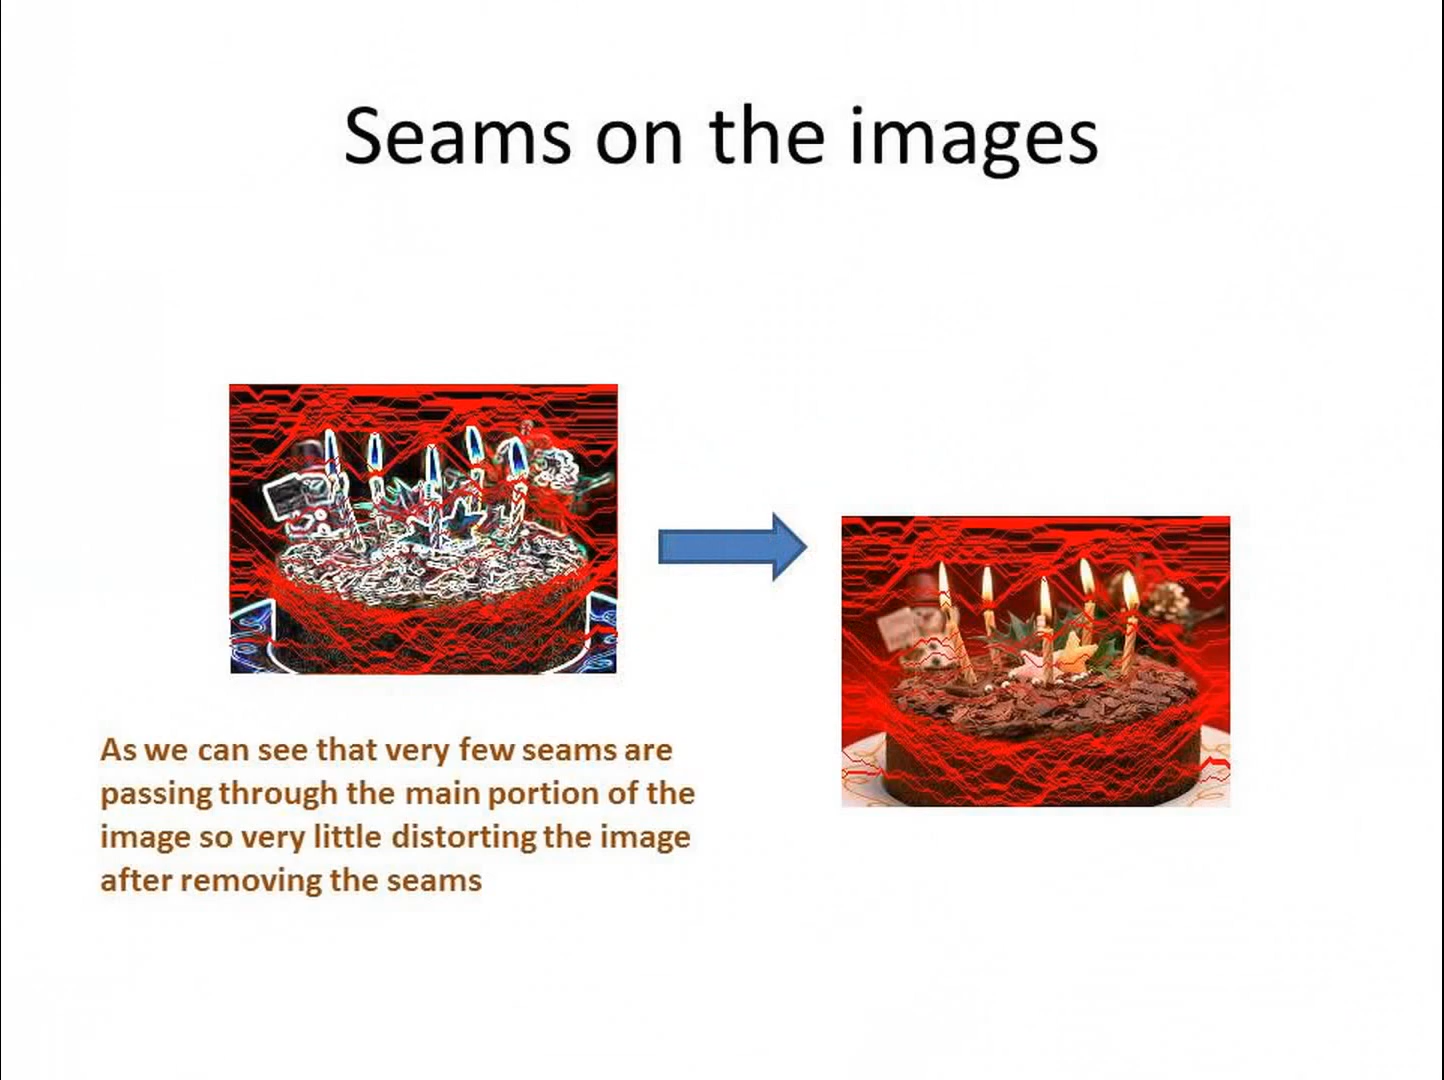 Seams on the images
As we can see that very few seams are
passing through the main portion of the
image so very little distorting the image
after removing the seams